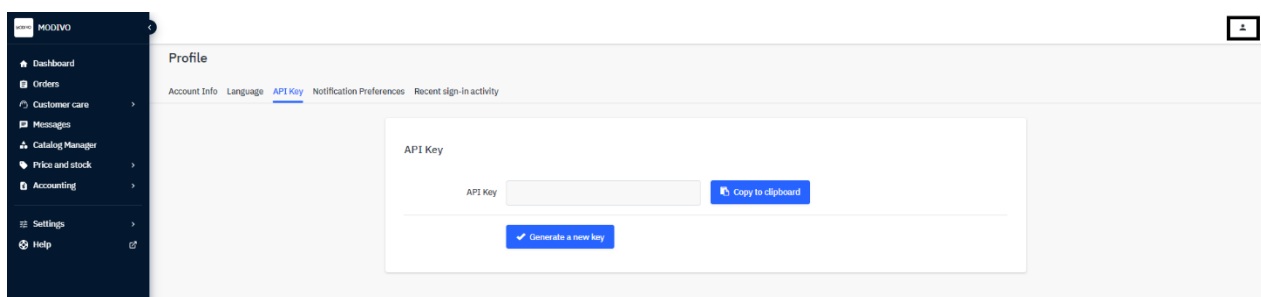 MODIVO MODIVO
Dashboard
Orders
Customer care
Messages
Catalog Manager
Price and stock
Accounting
Settings
Help
Profile
Account Info Language API Key Notification Preferences Recent sign-in activity
API Key
API Key Copy to clipboard
Generate a new key